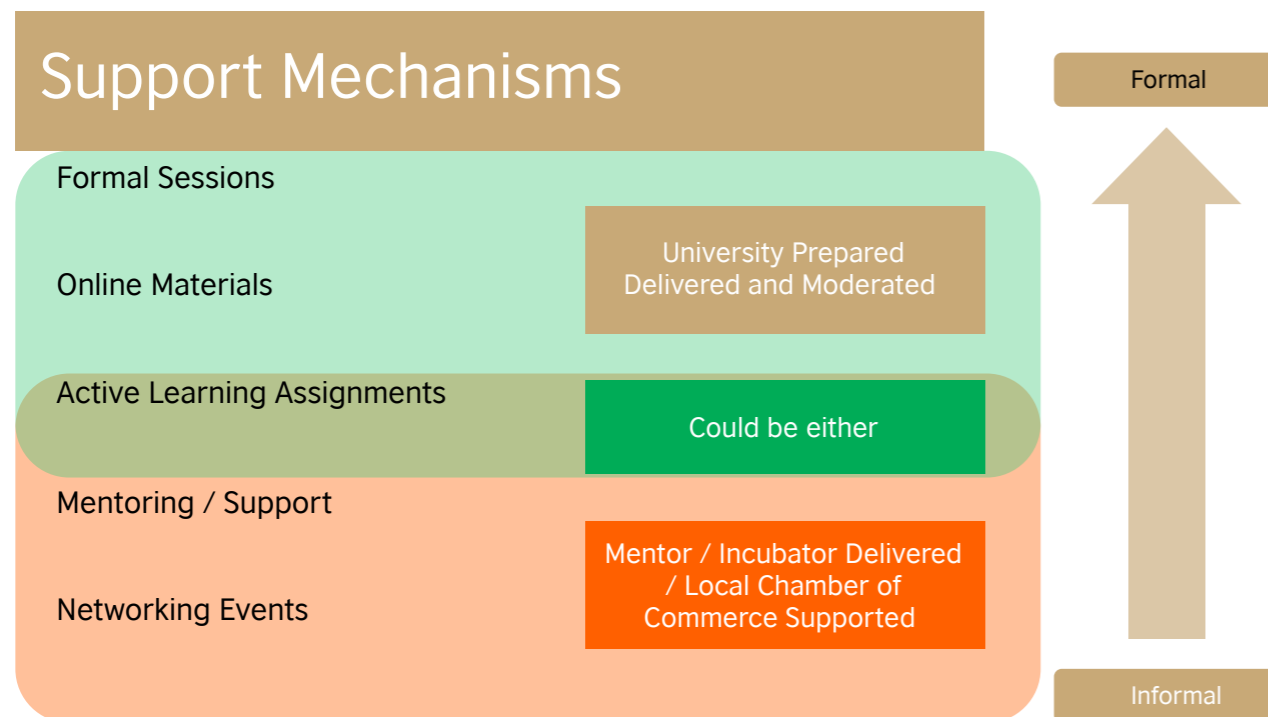 Support Mechanisms
Formal
Formal Sessions
University Prepared
Delivered and Moderated
Online Materials
Active Learning Assignments
Could be either
Mentoring / Support
Mentor / Incubator Delivered
/ Local Chamber of
Commerce Supported
Networking Events
Informal